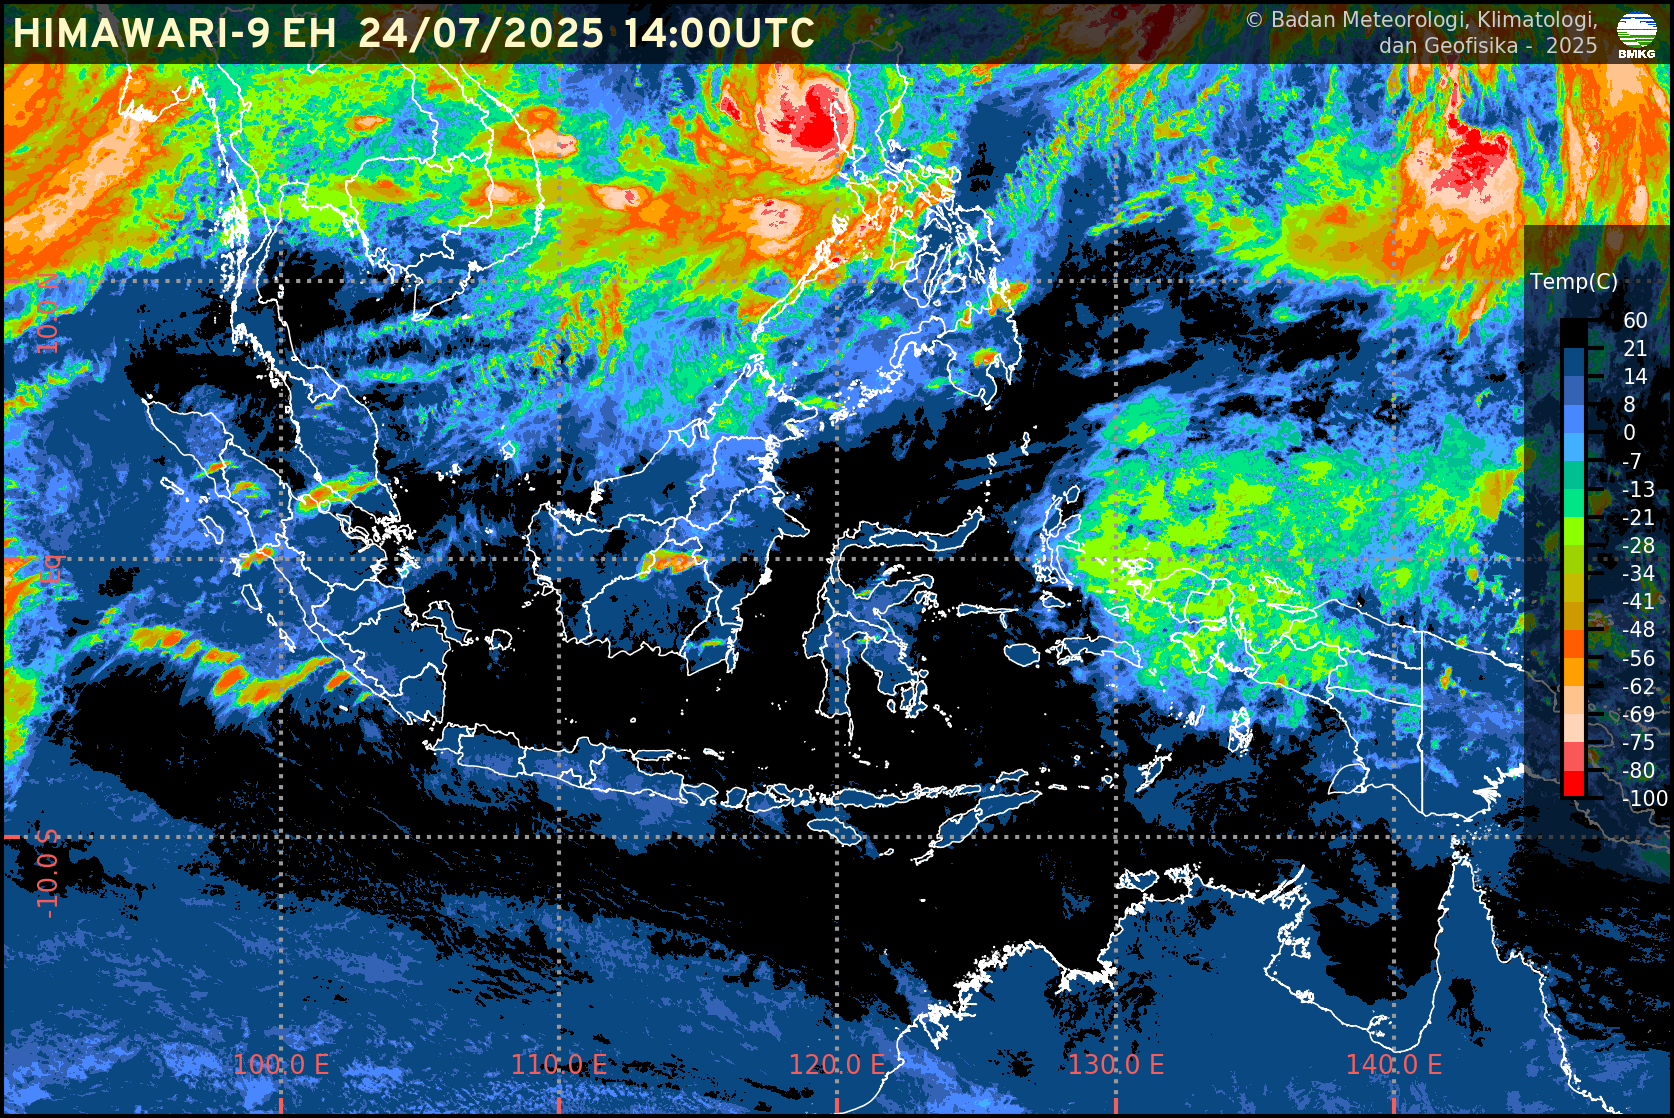 HIMAWARI-9 EH 24/07/2025 14:00UTC
© Badan Meteorologi, Klimatologi,
dan Geofisika - 2025
BMKG
Temp(C)
60
21
14
8
0
-7
-13
-21
-28
-34
-41
-48
-56
-62
-69
-75
-80
-100
10.0 N
Eq
-10.0 S
100.0 E
110.0 E
120.0 E
130.0 E
140.0 E